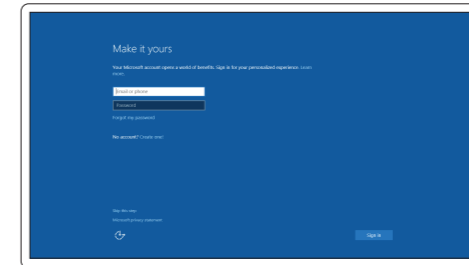 Make it yours
Your Microsoft account opens a world of benefits. Sign in for your personalized experience. Learn
more.
Email or phone
Password
Forgot my password
No account? Create one!
Skip this step
Microsoft privacy statement
Sign in